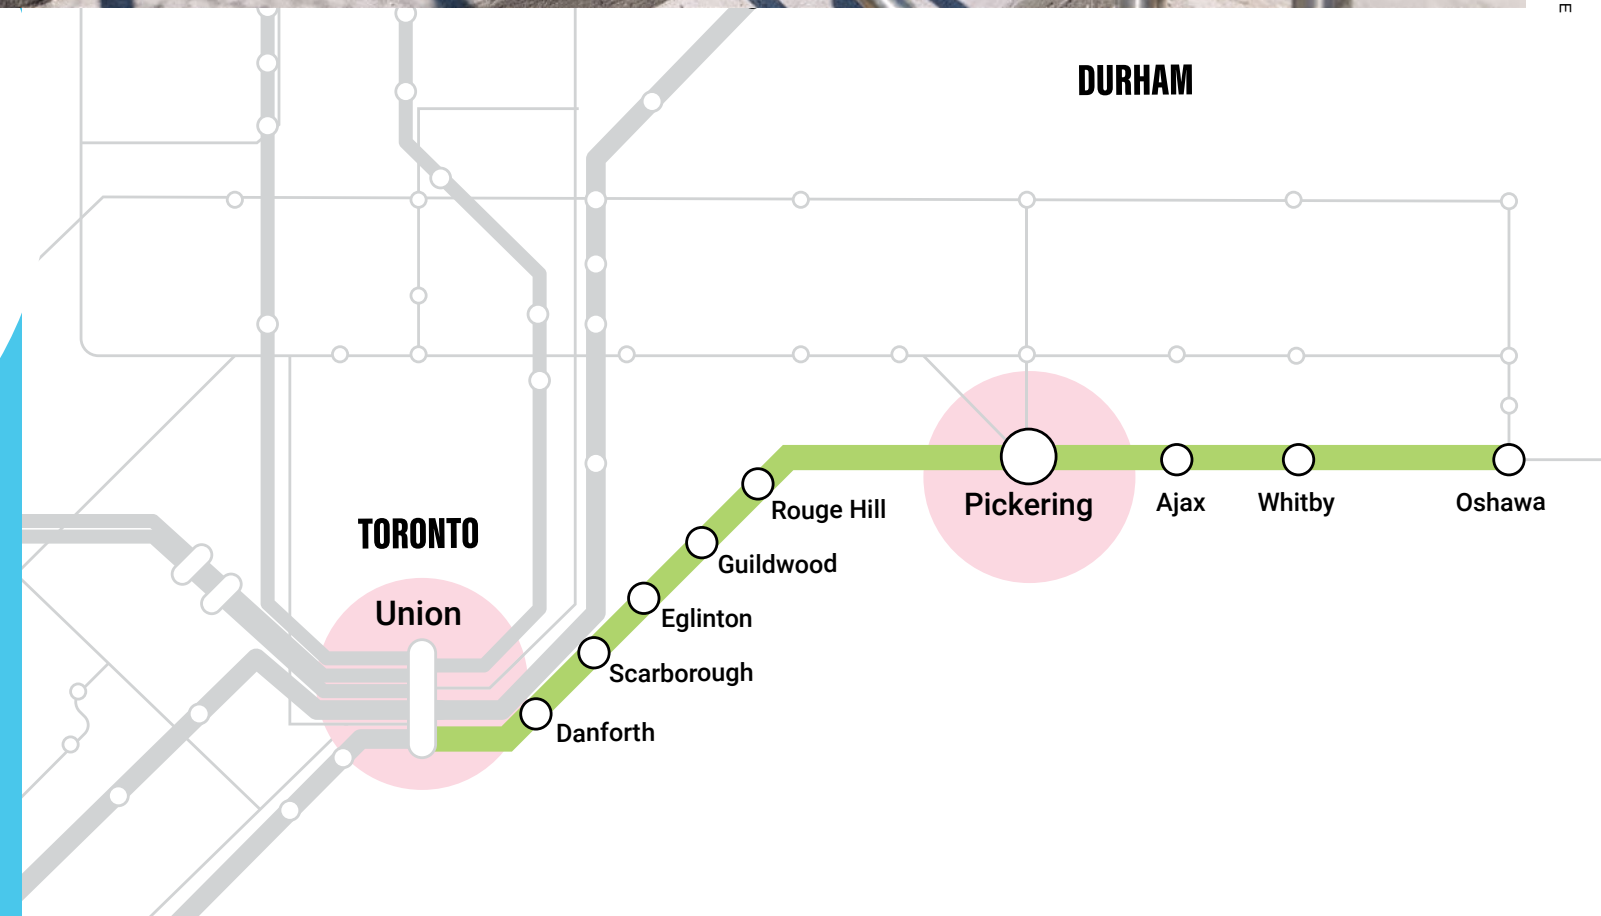 E
DURHAM
Rouge Hill
Pickering
Ajax
Whitby
Oshawa
TORONTO
Guildwood
Union
Eglinton
Scarborough
Danforth